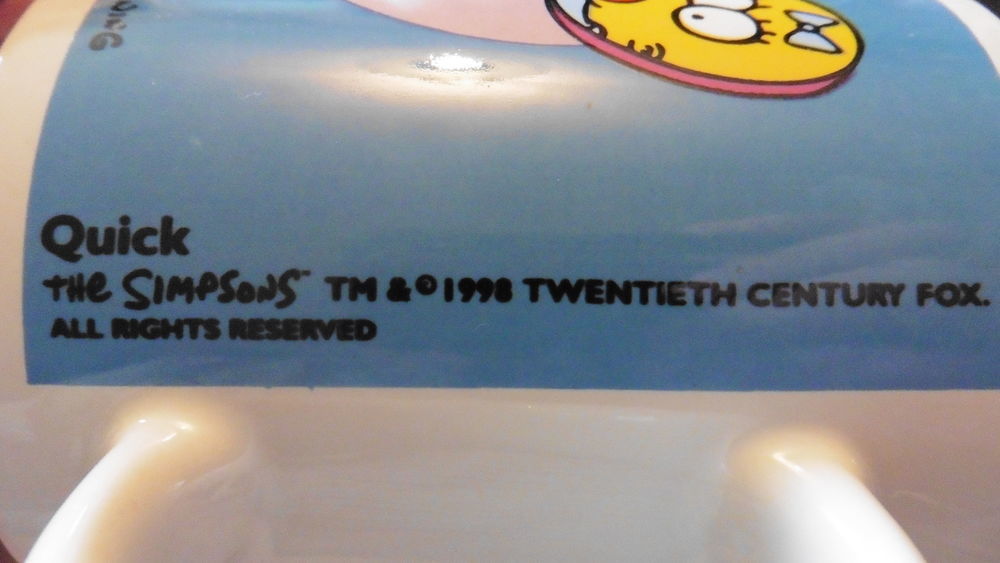 Quick
THE SIMPSONS™ TM & ©1998 TWENTIETH CENTURY FOX.
ALL RIGHTS RESERVED